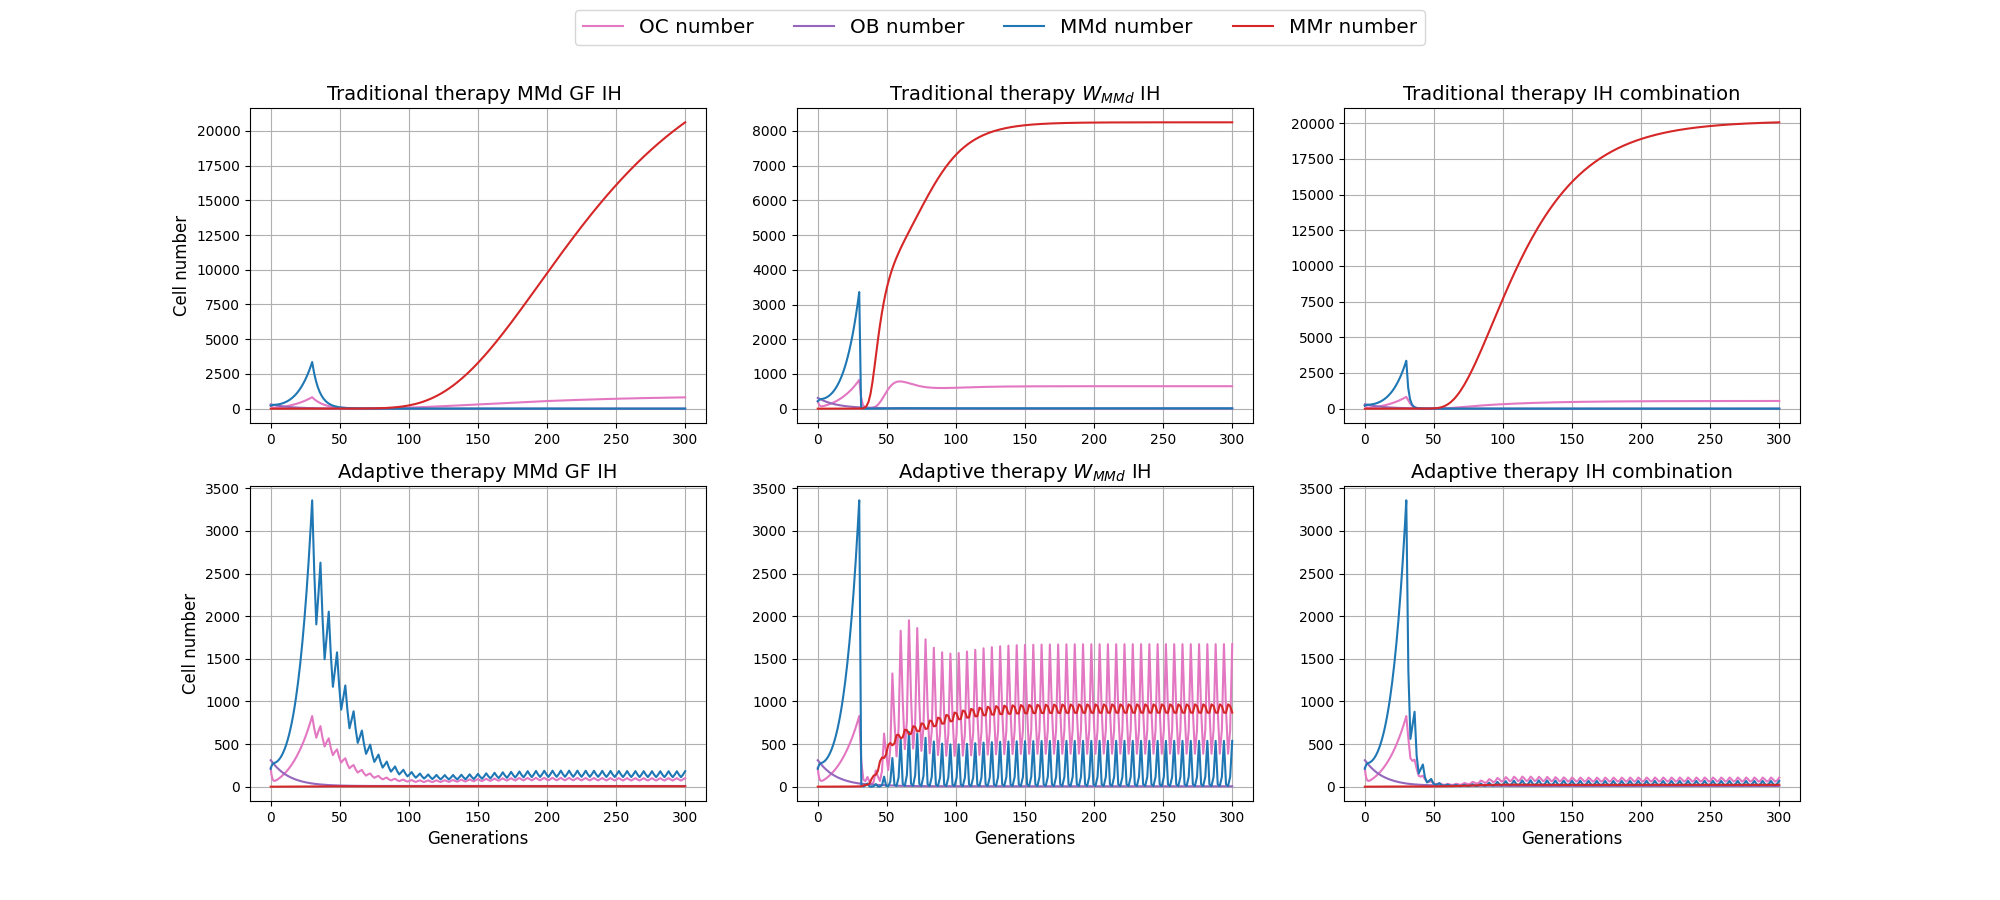 OC number OB number MMd number MMr number
Traditional therapy MMd GF IH
Cell number
20000
17500
15000
12500
10000
7500
5000
2500
0
0 50 100 150 200 250 300
Traditional therapy W_MMd IH
8000
7000
6000
5000
4000
3000
2000
1000
0
0 50 100 150 200 250 300
Traditional therapy IH combination
20000
17500
15000
12500
10000
7500
5000
2500
0
0 50 100 150 200 250 300
Adaptive therapy MMd GF IH
Cell number
3500
3000
2500
2000
1500
1000
500
0
0 50 100 150 200 250 300
Generations
Adaptive therapy W_MMd IH
3500
3000
2500
2000
1500
1000
500
0
0 50 100 150 200 250 300
Generations
Adaptive therapy IH combination
3500
3000
2500
2000
1500
1000
500
0
0 50 100 150 200 250 300
Generations